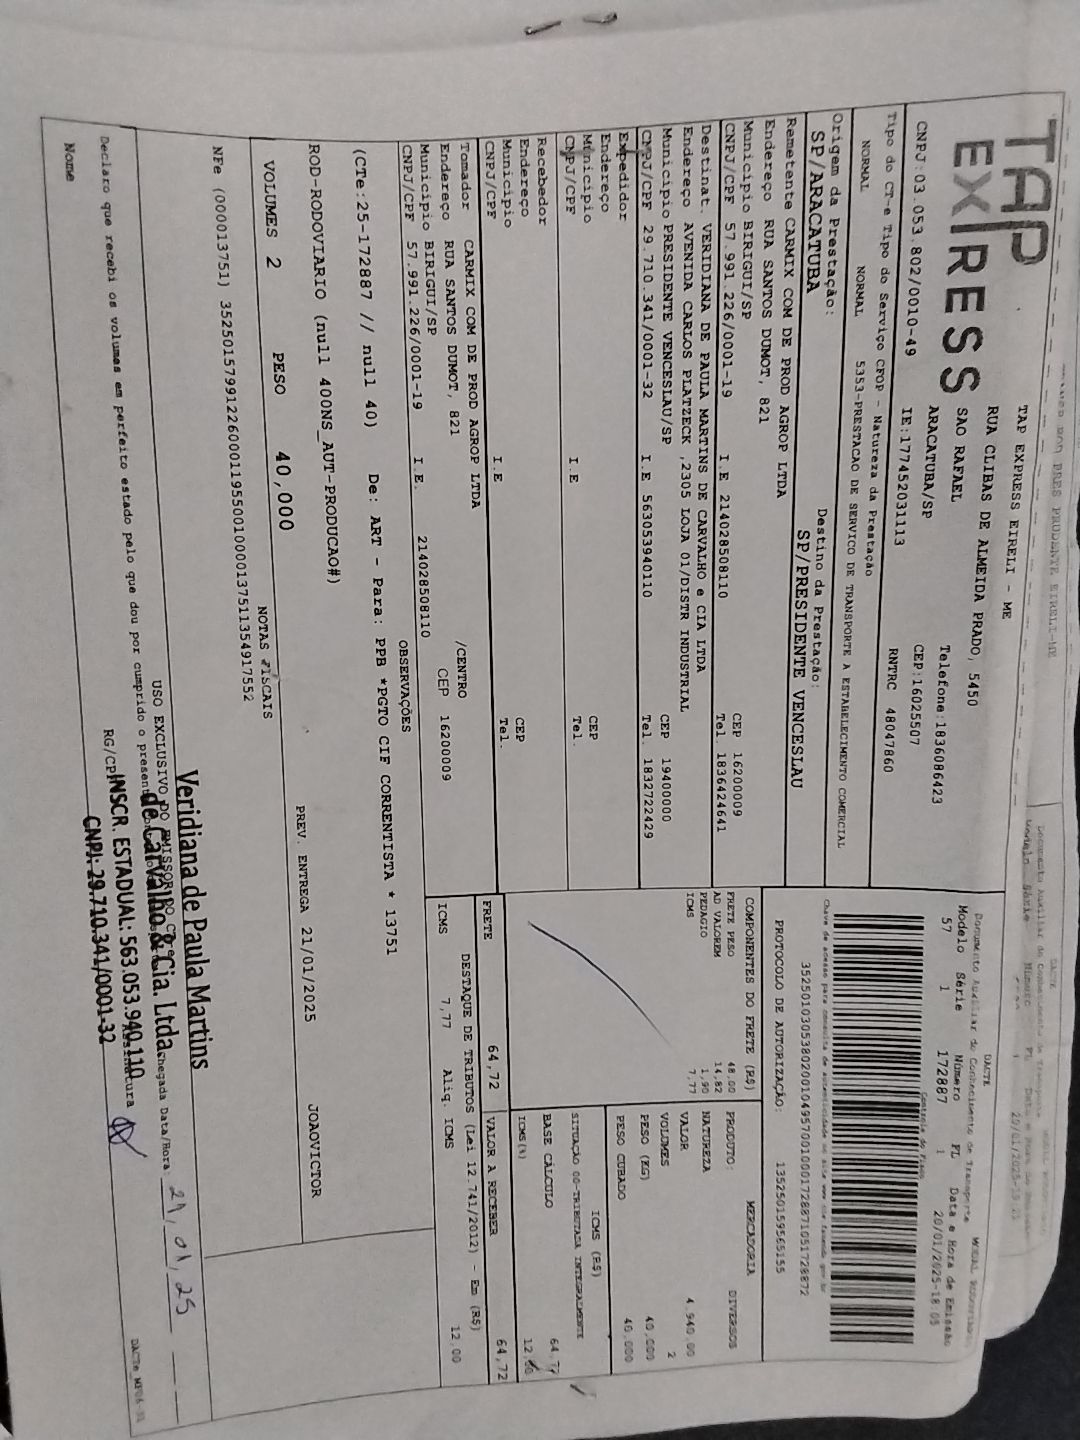 TAP EXPRESS
TAP EXPRESS EIRELI - ME
RUA CLIBAS DE ALMEIDA PRADO, 5450
SAO RAFAEL
ARACATUBA/SP
CNPJ:03.053.802/0010-49
IE:177452031113
Telefone:1836086423
CEP:16025507
RNTRC 48047860
DACTE
Documento Auxiliar do Conhecimento de Transporte
Modelo Série Número FL Data e Hora de Emissão
57 1 172887 1 20/01/2025-18:05
Controle do Fisco
Tipo do CT-e Tipo do Serviço CFOP - Natureza da Prestação
NORMAL NORMAL 5353-PRESTACAO DE SERVICO DE TRANSPORTE A ESTABELECIMENTO COMERCIAL
Origem da Prestação:
SP/ARACATUBA
Destino da Prestação:
SP/PRESIDENTE VENCESLAU
PROTOCOLO DE AUTORIZAÇÃO: 135250159565155
Remetente CARMIX COM DE PROD AGROP LTDA
Endereço RUA SANTOS DUMOT, 821
Município BIRIGUI/SP CEP 16200009
CNPJ/CPF 57.991.226/0001-19 I.E 214028508110 Tel. 1836424641
Destinat. VERIDIANA DE PAULA MARTINS DE CARVALHO e CIA LTDA
Endereço AVENIDA CARLOS PLATZECK ,2305 LOJA 01/DISTR INDUSTRIAL
Município PRESIDENTE VENCESLAU/SP CEP 19400000
CNPJ/CPF 29.710.341/0001-32 I.E 563053940110 Tel. 1832722429
Expedidor
Endereço
Município CEP
CNPJ/CPF I.E Tel.
Recebedor
Endereço
Município CEP
CNPJ/CPF I.E Tel.
Tomador CARMIX COM DE PROD AGROP LTDA
Endereço RUA SANTOS DUMOT, 821 /CENTRO
Município BIRIGUI/SP CEP 16200009
CNPJ/CPF 57.991.226/0001-19 I.E. 214028508110
COMPONENTES DO FRETE (R$)
FRETE PESO 48,00
AD VALOREM 14,82
PEDAGIO 1,90
ICMS 7,77
PRODUTO: MERCADORIA DIVERSOS
NATUREZA
VALOR 4.940,00
VOLUMES 2
PESO (KG) 40,000
PESO CUBADO 40,000
ICMS (R$)
SITUAÇÃO 00-TRIBUTADA INTEGRALMENTE
BASE CÁLCULO
ICMS(%)
FRETE 64,72 VALOR A RECEBER 64,72
DESTAQUE DE TRIBUTOS (Lei 12.741/2012) - Em (R$)
ICMS 7,77 Aliq. ICMS 12,00
OBSERVAÇÕES
(CTe:25-172887 // null 40) De: ART - Para: PPB *PGTO CIF CORRENTISTA * 13751
ROD-RODOVIARIO (null 400NS_AUT-PRODUCAO#)
VOLUMES 2 PESO 40,000 PREV. ENTREGA 21/01/2025 JOAOVICTOR
NOTAS FISCAIS
NFe (000013751) 35250157991226000119550010000137511354917552
USO EXCLUSIVO DO EMISSOR DO
Declaro que recebi os volumes em perfeito estado pelo que dou por cumprido o presente
Nome RG/CPF Assinatura
Chegada Data/Hora 21,01,25
Veridiana de Paula Martins
de Carvalho & Cia. Ltda
INSCR. ESTADUAL: 563.053.940.110
CNPJ: 29.710.341/0001-32